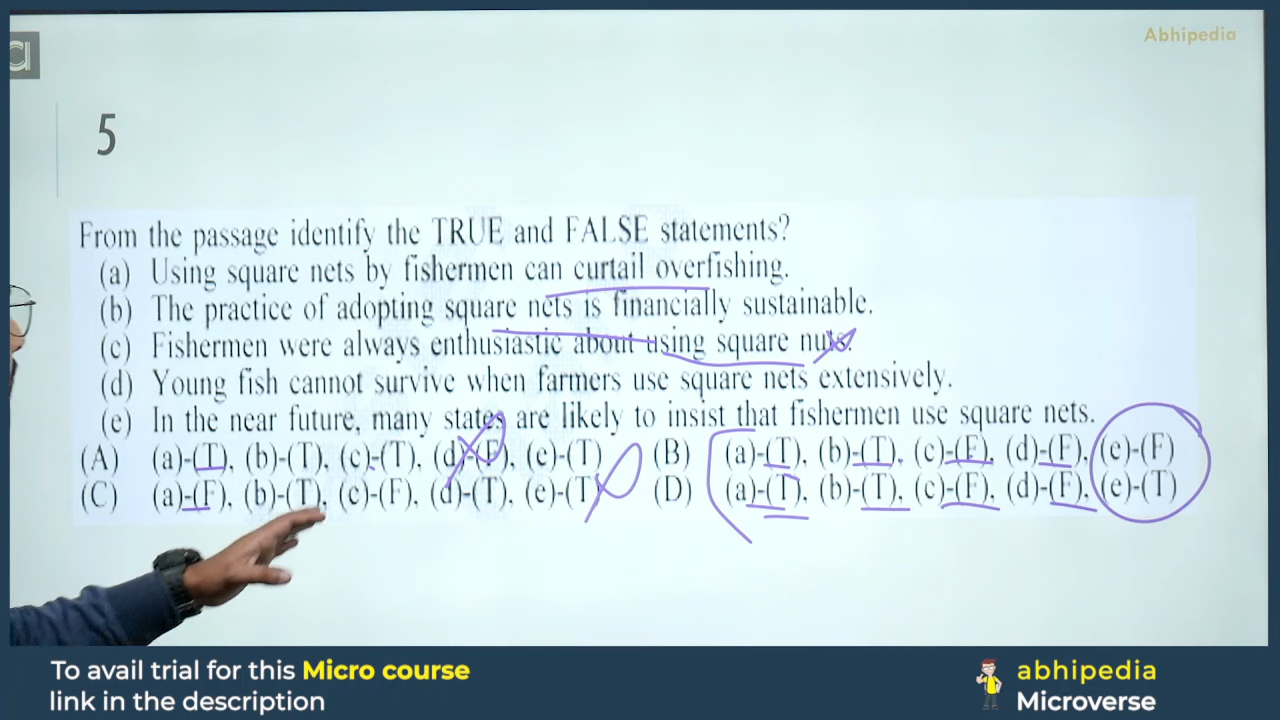 Abhipedia
a
5
From the passage identify the TRUE and FALSE statements?
(a) Using square nets by fishermen can curtail overfishing.
(b) The practice of adopting square nets is financially sustainable.
(c) Fishermen were always enthusiastic about using square nuts.
(d) Young fish cannot survive when farmers use square nets extensively.
(e) In the near future, many states are likely to insist that fishermen use square nets.
(A) (a)-(T), (b)-(T), (c)-(T), (d)-(F), (e)-(T) (B) (a)-(T), (b)-(T), (c)-(F), (d)-(F), (e)-(F)
(C) (a)-(F), (b)-(T), (c)-(F), (d)-(T), (e)-(T) (D) (a)-(T), (b)-(T), (c)-(F), (d)-(F), (e)-(T)
To avail trial for this Micro course
link in the description
abhipedia
Microverse